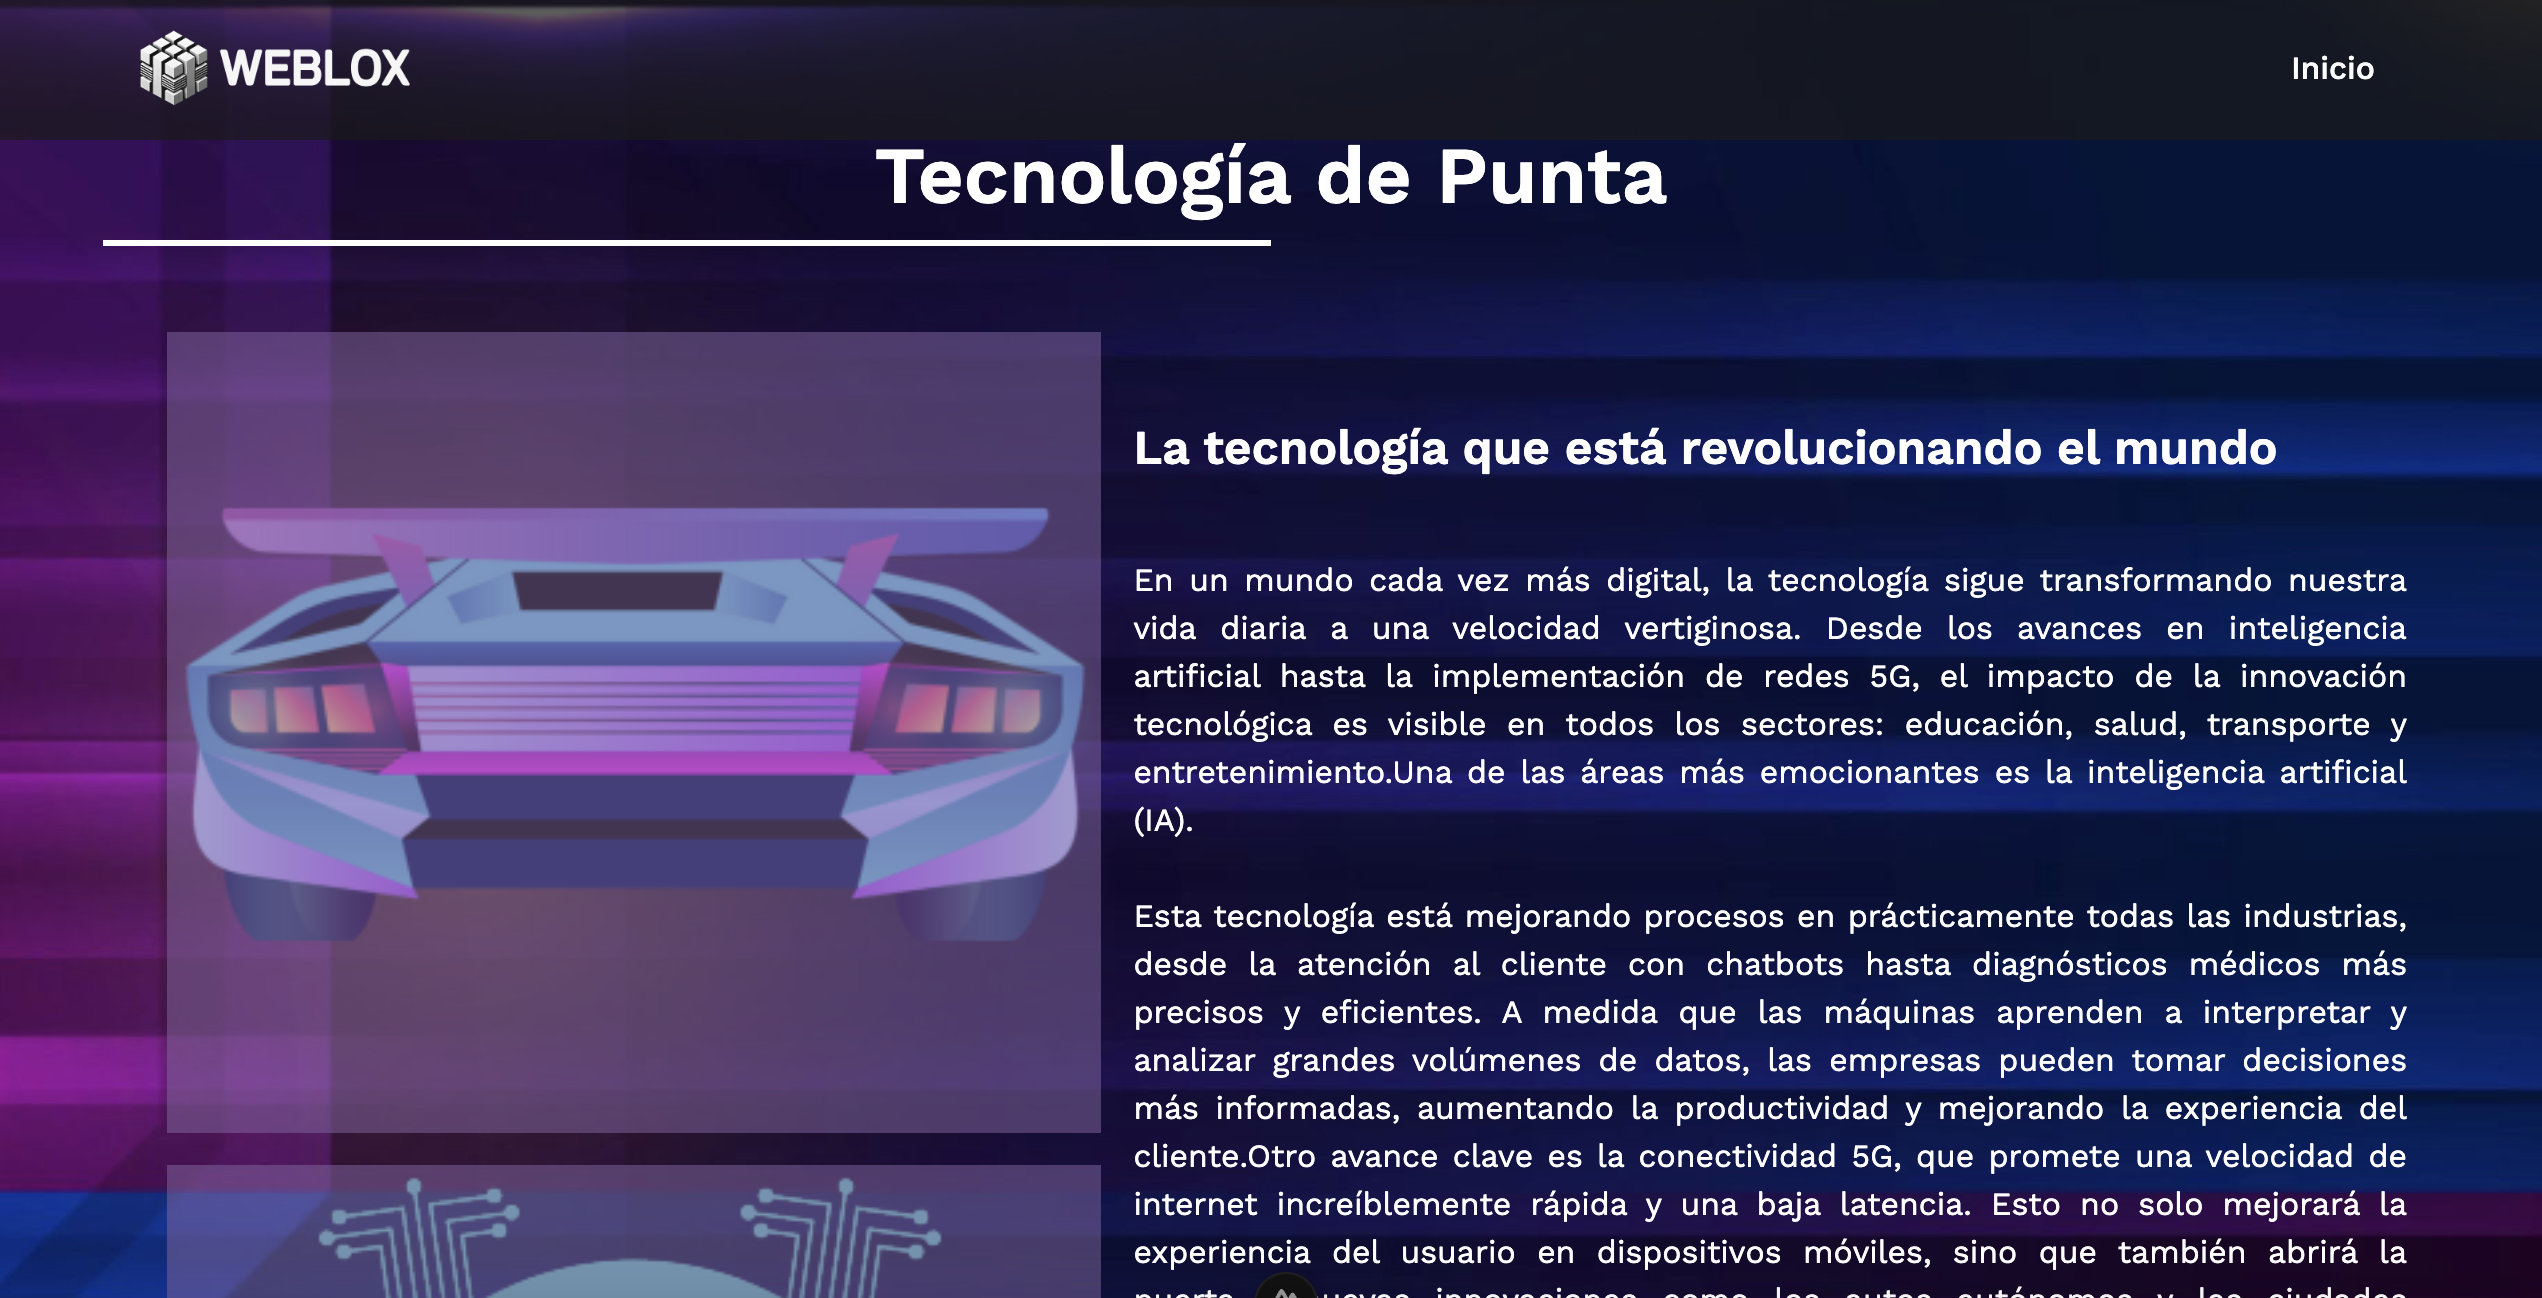 WEBLOX
Inicio
Tecnología de Punta
La tecnología que está revolucionando el mundo
En un mundo cada vez más digital, la tecnología sigue transformando nuestra
vida diaria a una velocidad vertiginosa. Desde los avances en inteligencia
artificial hasta la implementación de redes 5G, el impacto de la innovación
tecnológica es visible en todos los sectores: educación, salud, transporte y
entretenimiento.Una de las áreas más emocionantes es la inteligencia artificial
(IA).
Esta tecnología está mejorando procesos en prácticamente todas las industrias,
desde la atención al cliente con chatbots hasta diagnósticos médicos más
precisos y eficientes. A medida que las máquinas aprenden a interpretar y
analizar grandes volúmenes de datos, las empresas pueden tomar decisiones
más informadas, aumentando la productividad y mejorando la experiencia del
cliente.Otro avance clave es la conectividad 5G, que promete una velocidad de
internet increíblemente rápida y una baja latencia. Esto no solo mejorará la
experiencia del usuario en dispositivos móviles, sino que también abrirá la